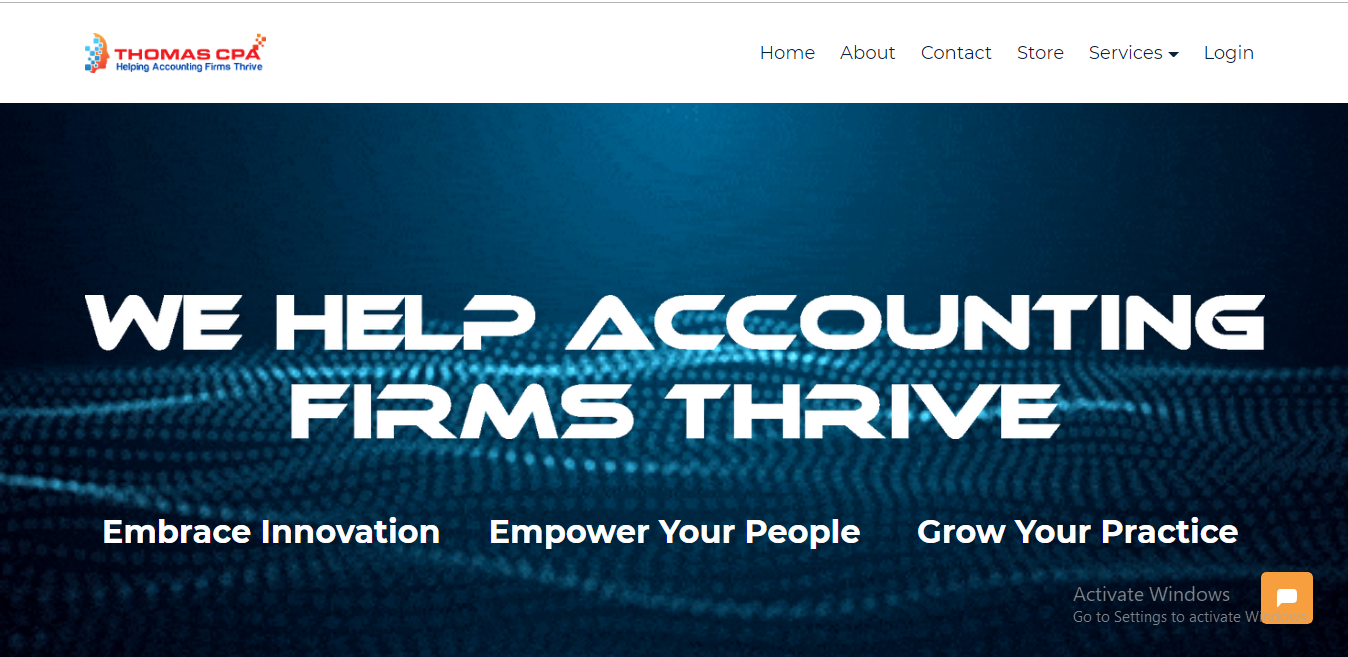 THOMAS CPA
Helping Accounting Firms Thrive
Home About Contact Store Services Login
WE HELP ACCOUNTING
FIRMS THRIVE
Embrace Innovation Empower Your People Grow Your Practice
Activate Windows
Go to Settings to activate Windows.